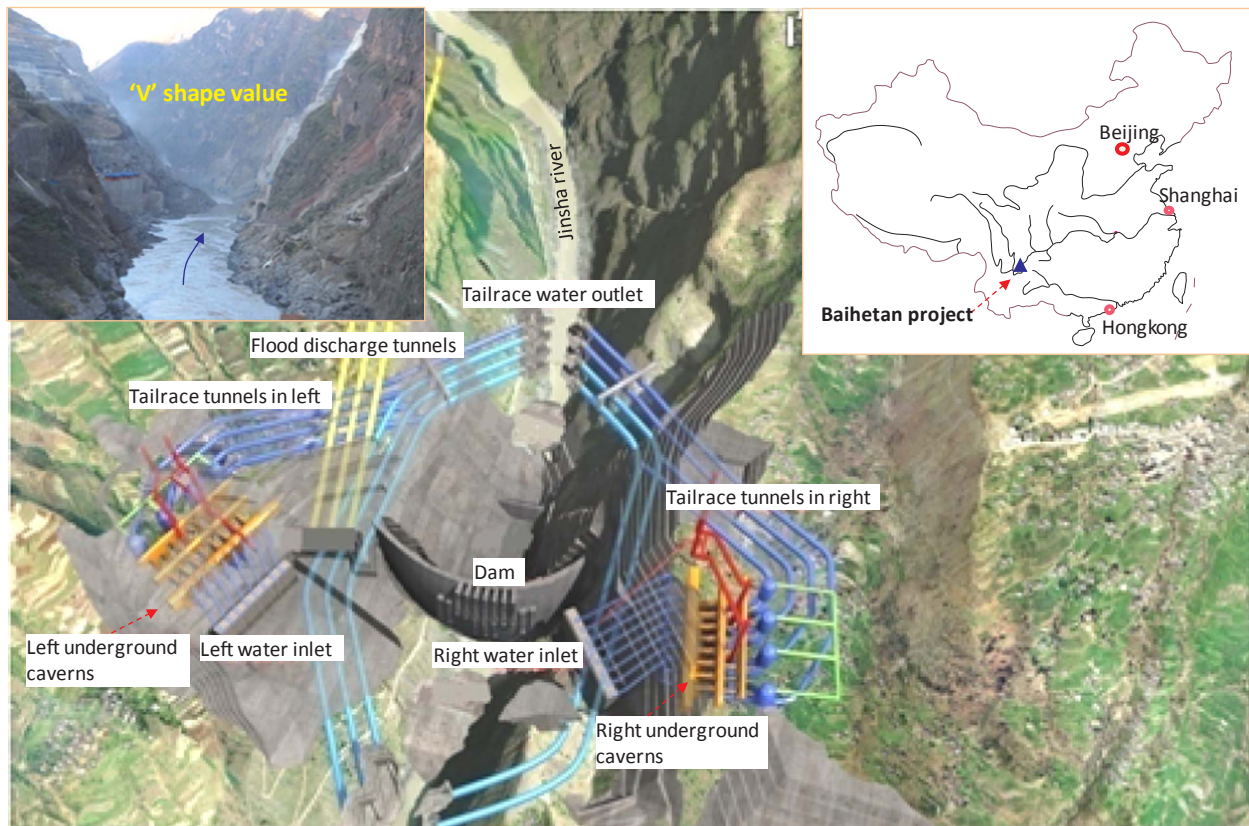 'V' shape value
Beijing
Shanghai
Baihetan project
Hongkong
Jinsha river
Tailrace water outlet
Flood discharge tunnels
Tailrace tunnels in left
Tailrace tunnels in right
Dam
Left underground
caverns
Left water inlet
Right water inlet
Right underground
caverns